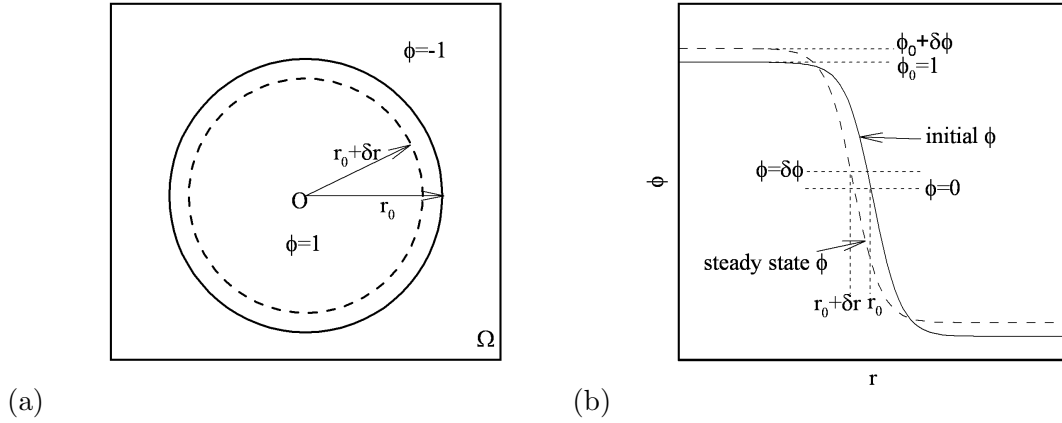 ϕ=-1
r₀+δr
O
r₀
ϕ=1
Ω
(a)
ϕ₀+δϕ
ϕ₀=1
initial ϕ
ϕ=δϕ
ϕ=0
ϕ
steady state ϕ
r₀+δr
r₀
r
(b)